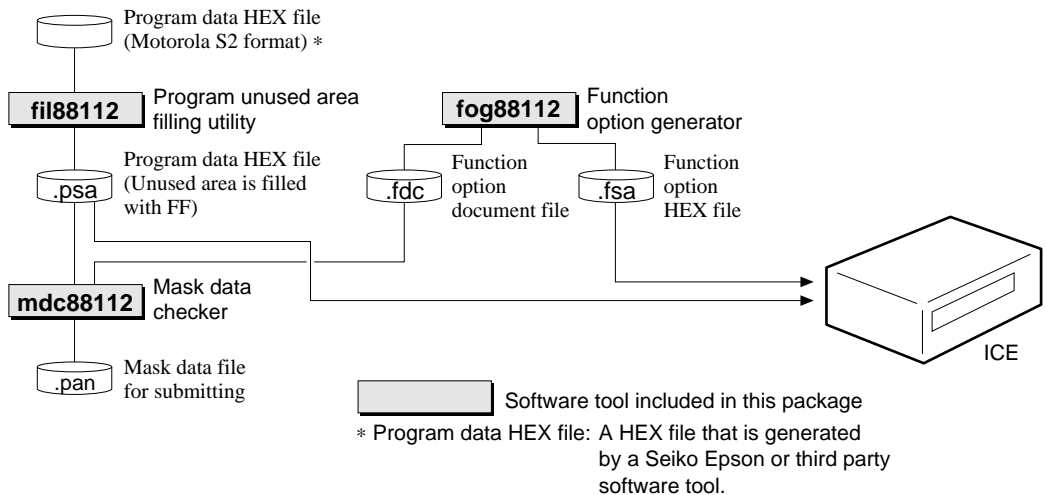 Program data HEX file
(Motorola S2 format) *
fil88112
Program unused area
filling utility
fog88112
Function
option generator
.psa
Program data HEX file
(Unused area is filled
with FF)
.fdc
Function
option
document file
.fsa
Function
option
HEX file
mdc88112
Mask data
checker
ICE
.pan
Mask data file
for submitting
Software tool included in this package
* Program data HEX file: A HEX file that is generated
by a Seiko Epson or third party
software tool.